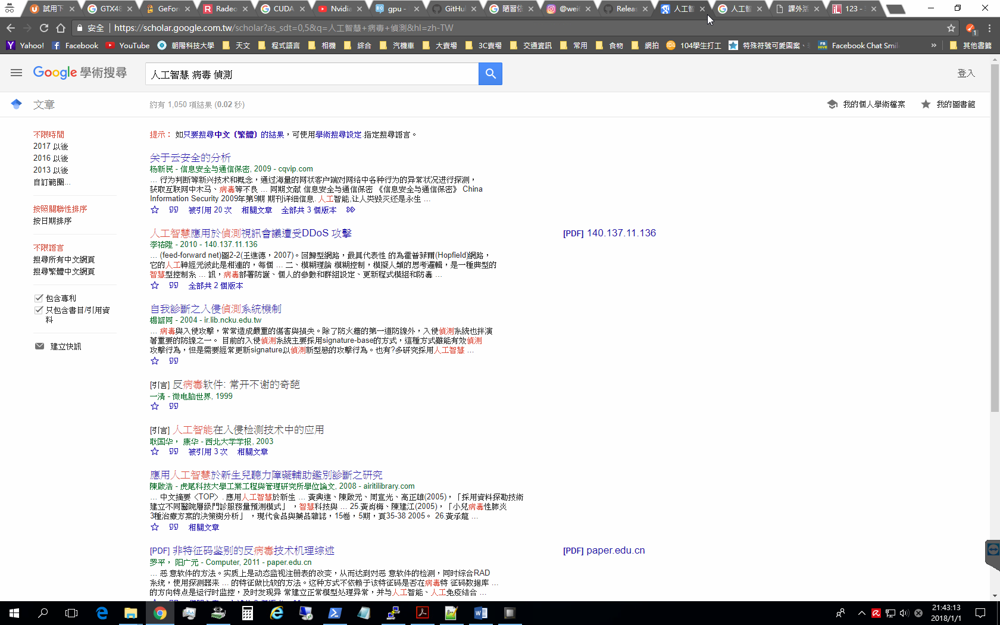 試用下
GTX48
GeFor
Radeo
CUDA
Nvidia
gpu -
GitHu
陋習依
@wei
Releas
人工智
人工智
課外活
123 -
安全 | https://scholar.google.com.tw/scholar?as_sdt=0,5&q=人工智慧+病毒+偵測&hl=zh-TW
Yahoo! Facebook YouTube 朝陽科技大學 天文 程式語言 相機 綜合 汽機車 大賣場 3C賣場 交通資訊 常用 食物 網拍 104學生打工 特殊符號可愛圖案、 Facebook Chat Smil » 其他書籤
Google 學術搜尋
人工智慧 病毒 偵測
登入
文章
約有 1,050 項結果 (0.02 秒)
我的個人學術檔案
我的圖書館
不限時間
2017 以後
2016 以後
2013 以後
自訂範圍...
按照關聯性排序
按日期排序
不限語言
搜尋所有中文網頁
搜尋繁體中文網頁
包含專利
只包含書目/引用資
料
建立快訊
提示： 如只要搜尋中文〔繁體〕的結果，可使用學術搜尋設定.指定搜尋語言。
关于云安全的分析
杨新民 - 信息安全与通信保密, 2009 - cqvip.com
... 行为判断等新兴技术和概念，通过海量的网状客户端对网络中各种行为的异常状况进行探测，
获取互联网中木马、病毒等不良 ... 同期文献 信息安全与通信保密 《信息安全与通信保密》 China
Information Security 2009年第9期 期刊详细信息. 人工智能,让人类毁灭还是永生 ...
被引用 20 次 相關文章 全部共 3 個版本
人工智慧應用於偵測視訊會議遭受DDoS 攻擊
[PDF] 140.137.11.136
李祐陞 - 2010 - 140.137.11.136
... (feed-forward net)圖2-2(王進德，2007)。回歸型網路，最具代表性 的為霍普菲爾(Hopfield)網路，
它的人工神經元彼此是相連的，每個 ... 二、模糊理論 模糊控制，模擬人類的思考邏輯，是一種典型的
智慧型控制系 ... 訊，病毒部署防護、個人的參數和群組設定、更新程式模組和防毒 ...
全部共 2 個版本
自我診斷之入侵偵測系統機制
楊詔同 - 2004 - ir.lib.ncku.edu.tw
... 病毒與入侵攻擊，常常造成嚴重的傷害與損失。除了防火牆的第一道防線外，入侵偵測系統也扮演
著重要的防線之一。 目前的入侵偵測系統主要採用signature-base的方式，這種方式雖能有效偵測
攻擊行為，但是需要經常更新signature以偵測新型態的攻擊行為。也有?多研究採用人工智慧 ...
[引言] 反病毒软件: 常开不谢的奇葩
一清 - 微电脑世界, 1999
[引言] 人工智能在入侵检测技术中的应用
耿国华， 康华 - 西北大学学报, 2003
被引用 3 次 相關文章
應用人工智慧於新生兒聽力障礙輔助鑑別診斷之研究
陳啟浩 - 虎尾科技大學工業工程與管理研究所學位論文, 2008 - airitilibrary.com
... 中文摘要〈TOP〉. 應用人工智慧於新生 ... 黃興進、陳啟元、周宣光、高正雄(2005)，「採用資料探勘技術
建立不同醫院層級門診服務量預測模式」 ，智慧科技與 ... 25.黃肖梅、陳建江(2005)，「小兒病毒性肺炎
3種治療方案的決策樹分析」 ，現代食品與藥品雜誌，15卷，5期，頁35-38 2005。 26.黃承龍 ...
相關文章
[PDF] 非特征码鉴别的反病毒技术机理综述
[PDF] paper.edu.cn
罗平， 阳广元 - Computer, 2011 - paper.edu.cn
... 恶 意软件的方法。实质上是动态监视注册表的改变，从而达到对恶 意软件的检测，同时综合RAD
系统，使用探测器来 ... 的特征做比较的方法。这种方式不依赖于该特征码是否在病毒特 征码数据库 ...
的方向特点是运行时监控，及时发现异 常建立正常模型处理异常，并与人工智能、人工免疫结合 ...
21:43:13
2018/1/1